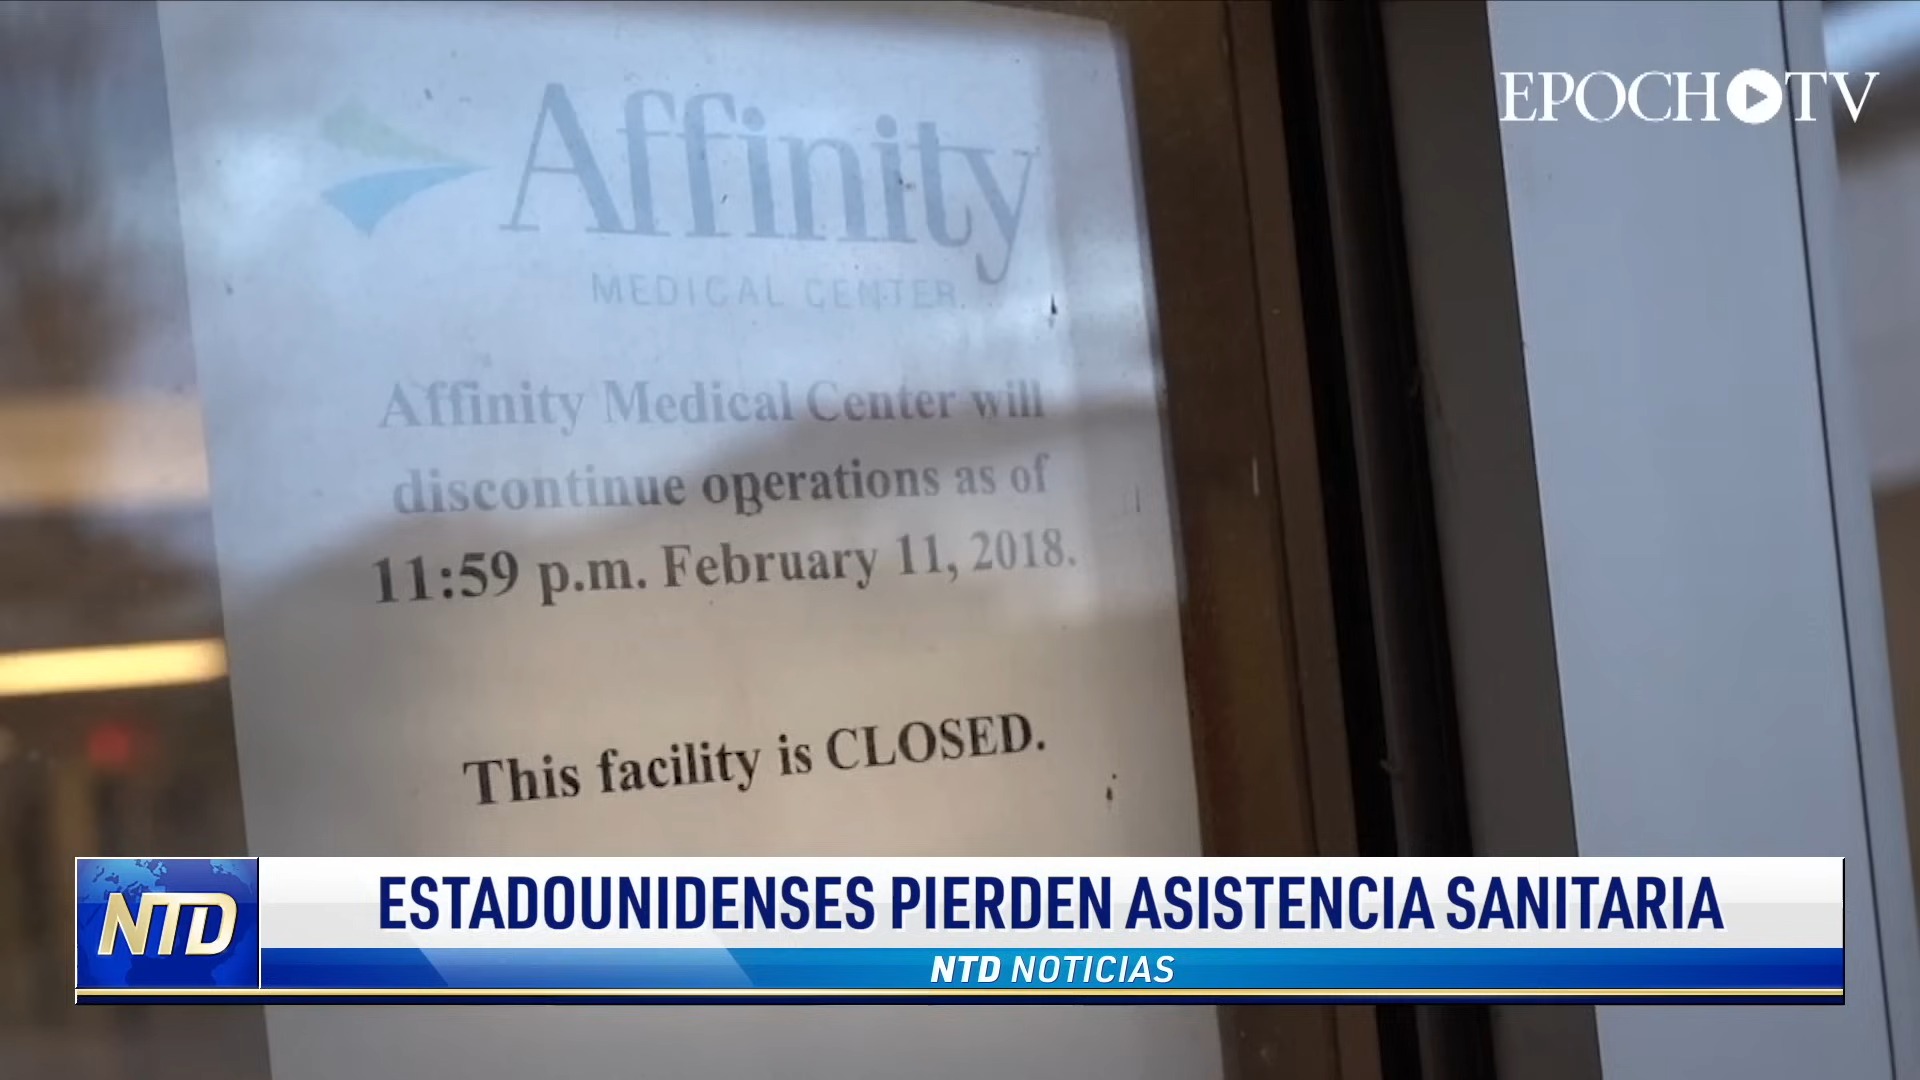 EPOCH TV
Affinity
MEDICAL CENTER
Affinity Medical Center will
discontinue operations as of
11:59 p.m. February 11, 2018.
This facility is CLOSED.
NTD
ESTADOUNIDENSES PIERDEN ASISTENCIA SANITARIA
NTD NOTICIAS